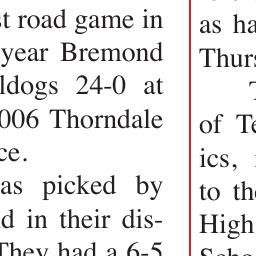 st road game in
year Bremond
ldogs 24-0 at
006 Thorndale
ce.
as picked by
d in their dis-
They had a 6-5
as ha
Thurs
T
of Te
ics,
to the
High